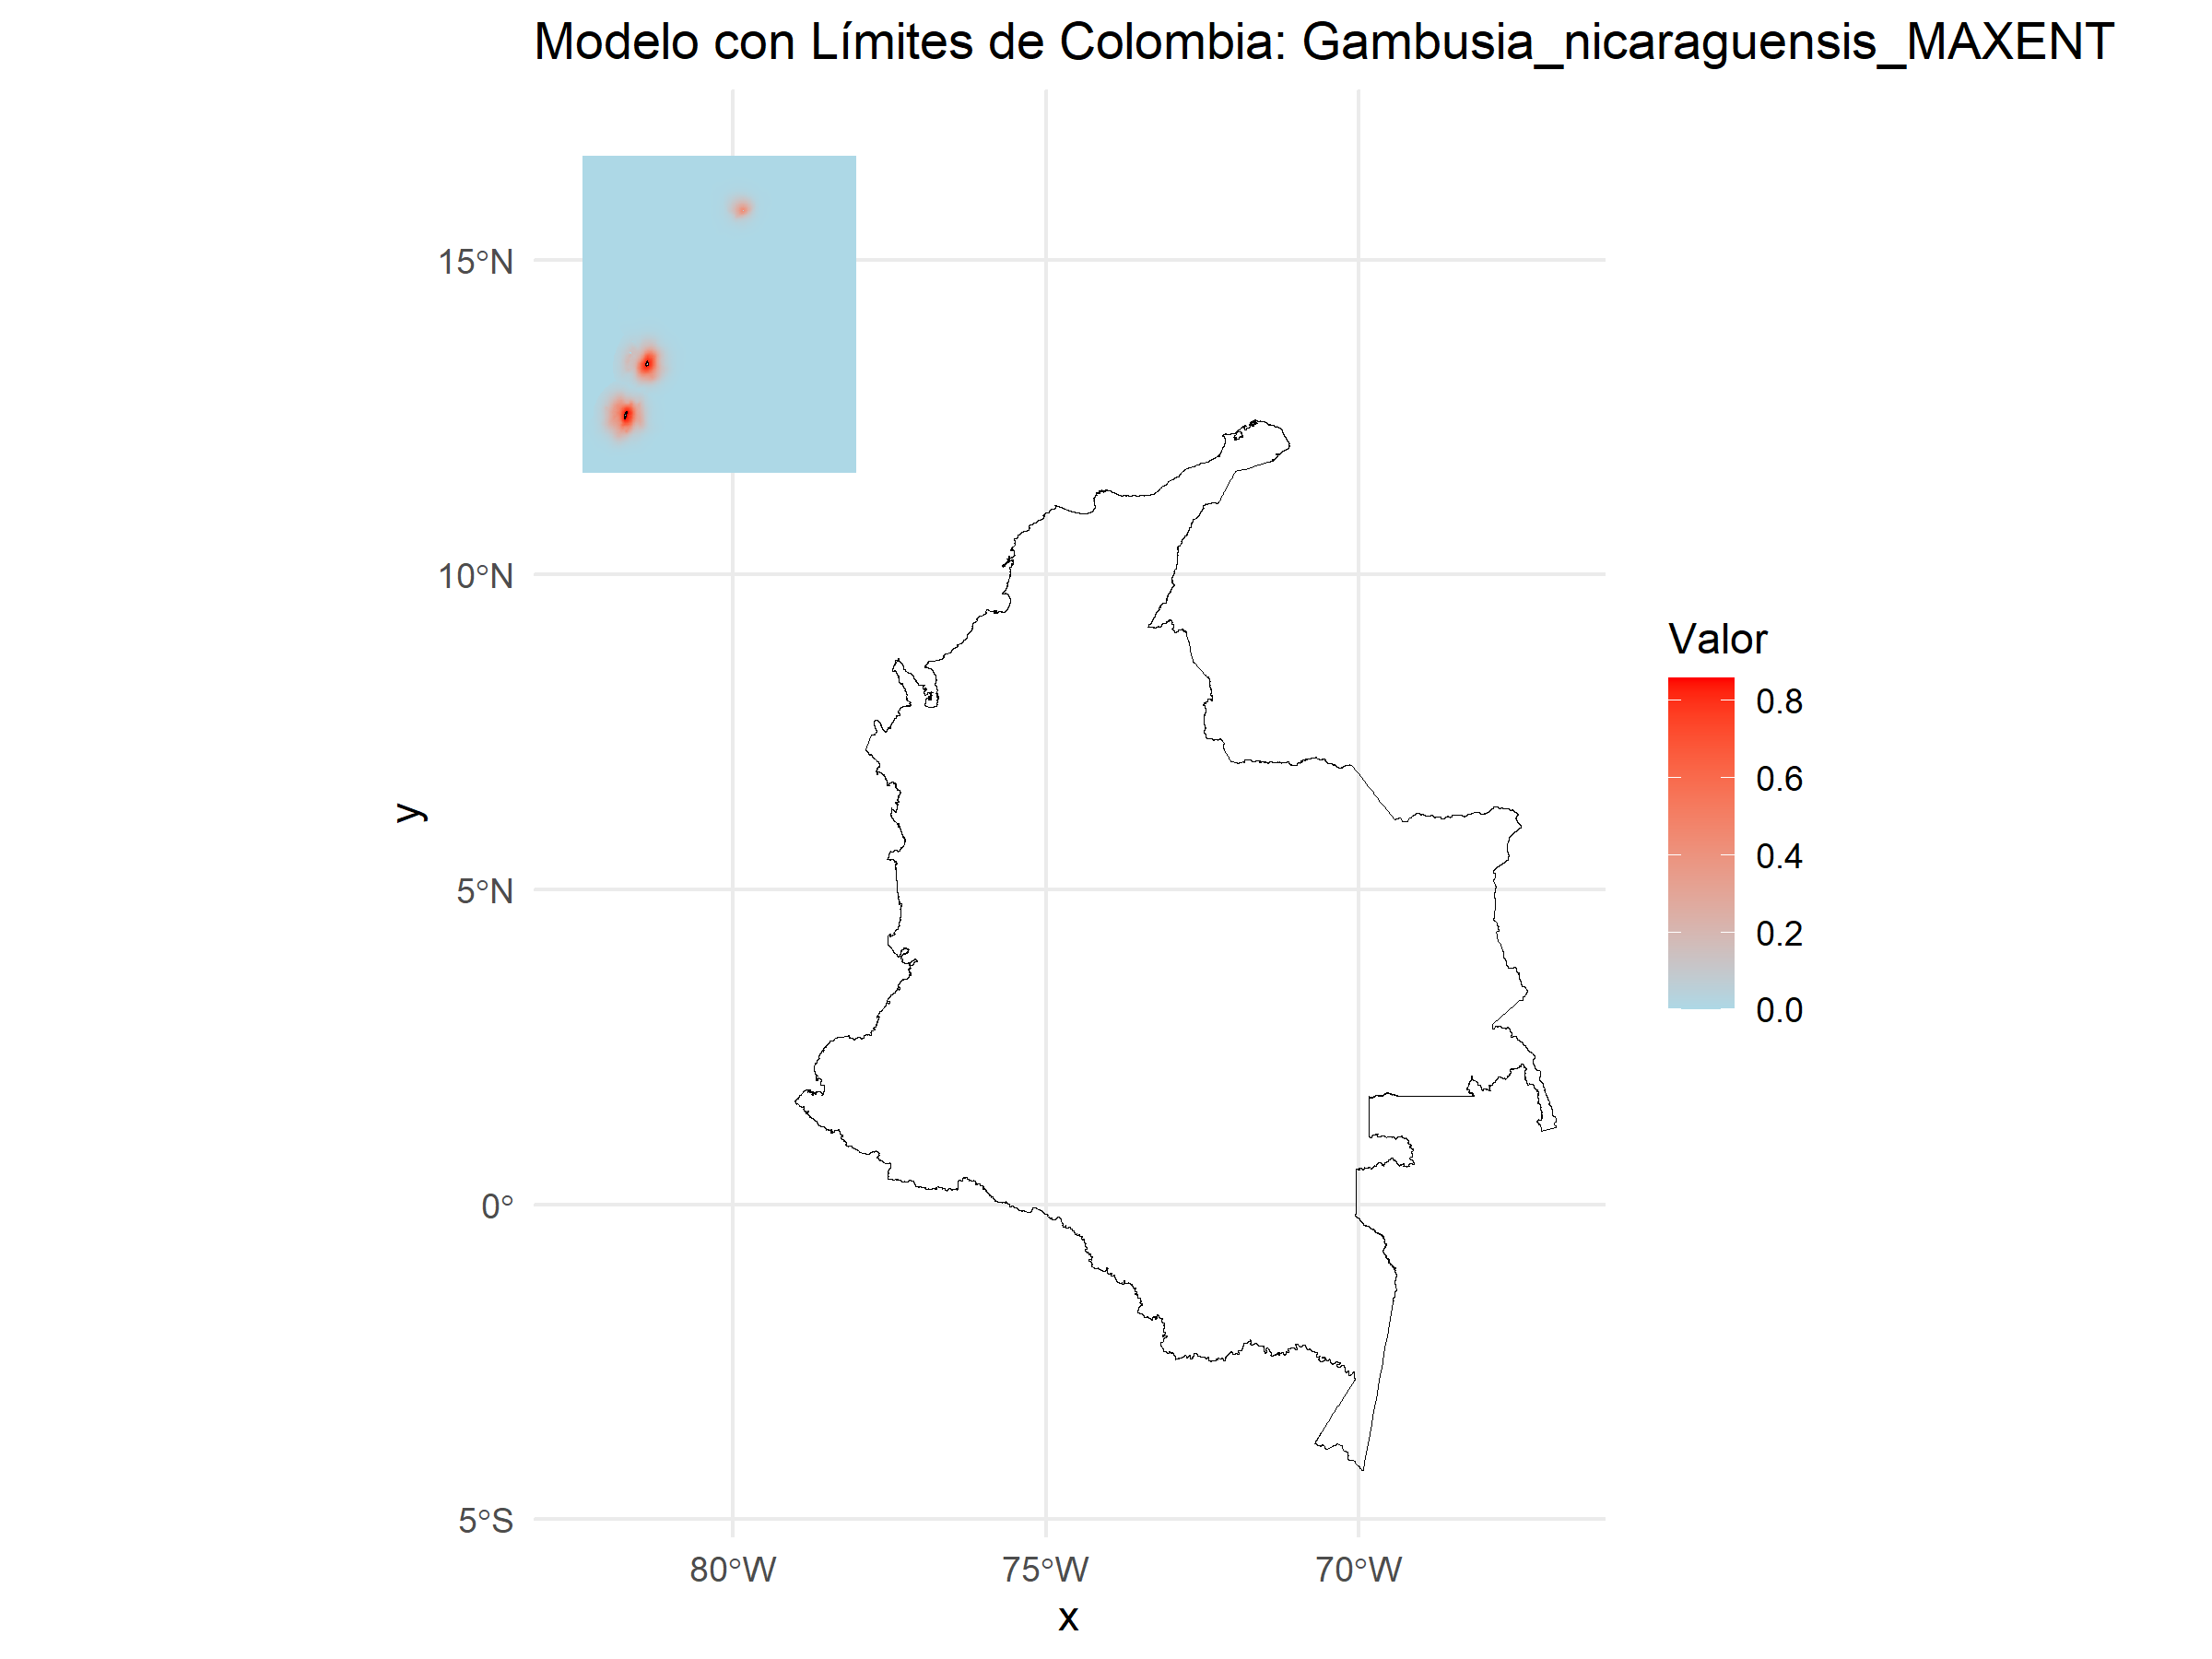 Modelo con Límites de Colombia: Gambusia_nicaraguensis_MAXENT
15°N
10°N
5°N
0°
5°S
y
80°W
75°W
70°W
x
Valor
0.8
0.6
0.4
0.2
0.0